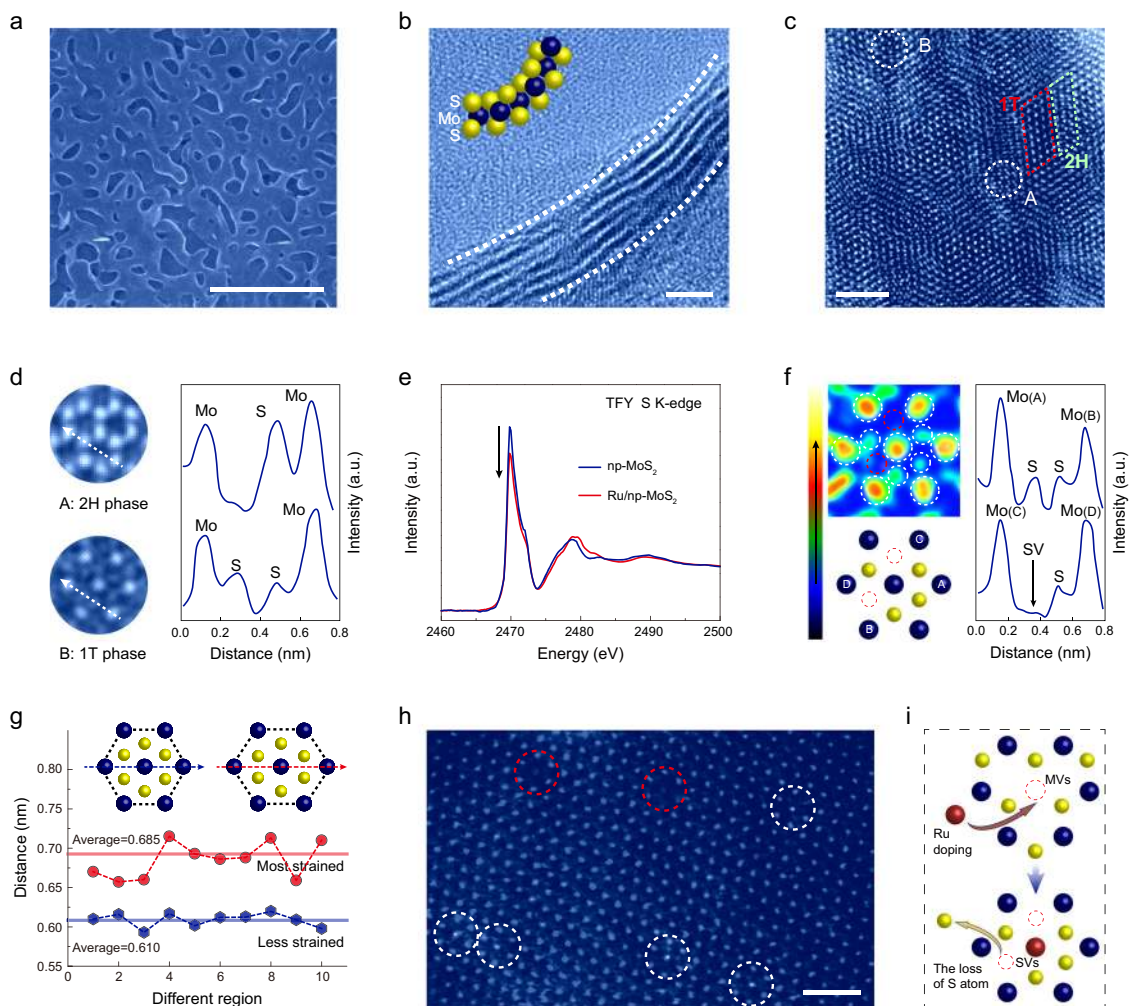 a
b
S
Mo
S
c
B
1T
2H
A
d
A: 2H phase
B: 1T phase
Mo
S
Mo
Mo
S
S
Mo
Intensity (a.u.)
0.0 0.2 0.4 0.6 0.8
Distance (nm)
e
TFY S K-edge
np-MoS2
Ru/np-MoS2
Intensity (a.u.)
2460 2470 2480 2490 2500
Energy (eV)
f
C
D
A
B
Mo(A)
Mo(B)
S
S
Mo(C)
Mo(D)
SV
S
Intensity (a.u.)
0.0 0.2 0.4 0.6 0.8
Distance (nm)
g
Distance (nm)
0.80
0.75
0.70
0.65
0.60
0.55
Average=0.685
Most strained
Average=0.610
Less strained
0 2 4 6 8 10
Different region
h
i
MVs
Ru
doping
SVs
The loss
of S atom